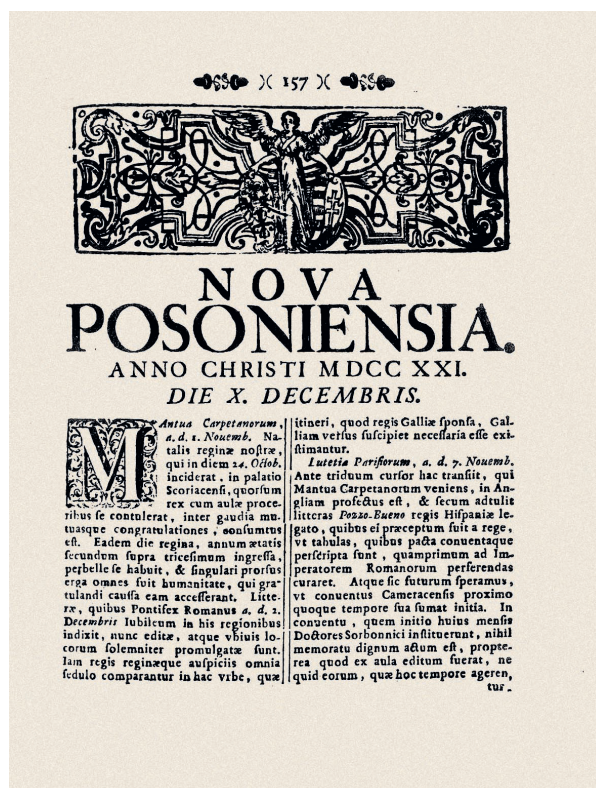 )( 157 )(
NOVA
POSONIENSIA.
ANNO CHRISTI MDCC XXI.
DIE X. DECEMBRIS.
MAntua Carpetanorum,
a. d. 1. Nouemb. Na-
talis reginæ noſtræ,
qui in diem 24. Octob.
inciderat, in palatio
Scoriacenſi, quorſum
rex cum aulæ proce-
ribus ſe contulerat, inter gaudia mu-
tuasque congratulationes, conſumtus
eſt. Eadem die regina, annum ætatis
ſecundum ſupra triceſimum ingreſſa,
perbelle ſe habuit, & ſingulari prorſus
erga omnes fuit humanitate, qui gra-
tulandi cauſſa eam acceſſerant. Litte-
ræ, quibus Pontifex Romanus a. d. 2.
Decembris Iubilæum in his regionibus
indixit, nunc editæ, atque vbiuis lo-
corum ſolemniter promulgatæ ſunt.
Iam regis reginæque auſpiciis omnia
ſedulo comparantur in hac vrbe, quæ
itineri, quod regis Galliæ ſponſa, Gal-
liam verſus ſuſcipiet neceſſaria eſſe exi-
ſtimantur.
Lutetia Pariſiorum, a. d. 7. Nouemb.
Ante triduum curſor hac tranſiit, qui
Mantua Carpetanorum veniens, in An-
gliam profectus eſt, & ſecum adtulit
litteras Pozzo-Bueno regis Hiſpaniæ le-
gato, quibus ei præceptum fuit a rege,
vt tabulas, quibus pacta conuentaque
perſcripta ſunt, quamprimum ad Im-
peratorem Romanorum perferendas
curaret. Atque ſic futurum ſperamus,
vt conuentus Cameracenſis proximo
quoque tempore ſua ſumat initia. In
conuentu, quem initio huius menſis
Doctores Sorbonnici inſtituerunt, nihil
memoratu dignum actum eſt, propte-
rea quod ex aula editum fuerat, ne
quid eorum, quæ hoc tempore ageren,
tur.